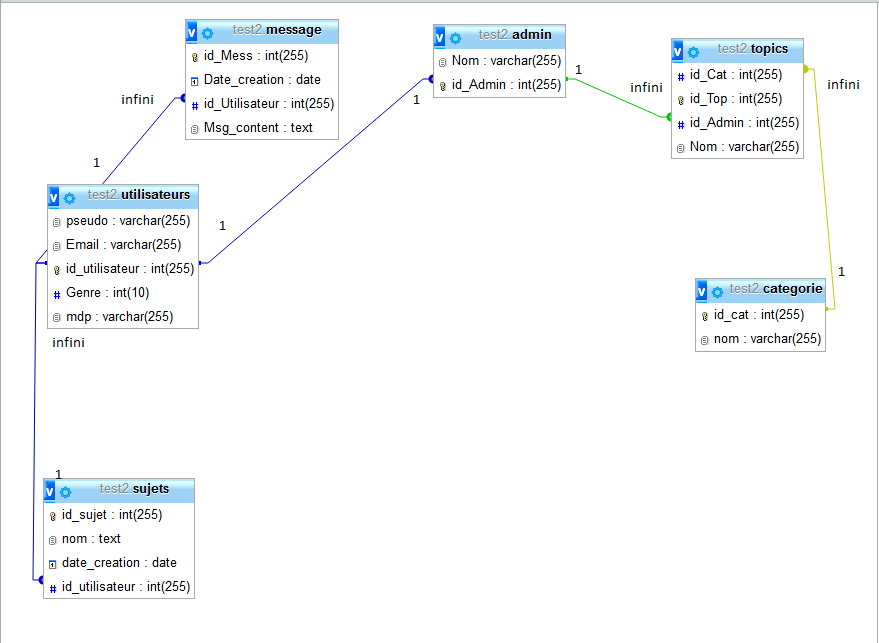 v test2.message
id_Mess : int(255)
Date_creation : date
# id_Utilisateur : int(255)
Msg_content : text
v test2.admin
Nom : varchar(255)
id_Admin : int(255)
v test2.topics
# id_Cat : int(255)
id_Top : int(255)
# id_Admin : int(255)
Nom : varchar(255)
infini
1
1
1
infini
infini
1
1
v test2.utilisateurs
pseudo : varchar(255)
Email : varchar(255)
id_utilisateur : int(255)
# Genre : int(10)
mdp : varchar(255)
infini
v test2.categorie
id_cat : int(255)
nom : varchar(255)
1
v test2.sujets
id_sujet : int(255)
nom : text
date_creation : date
# id_utilisateur : int(255)